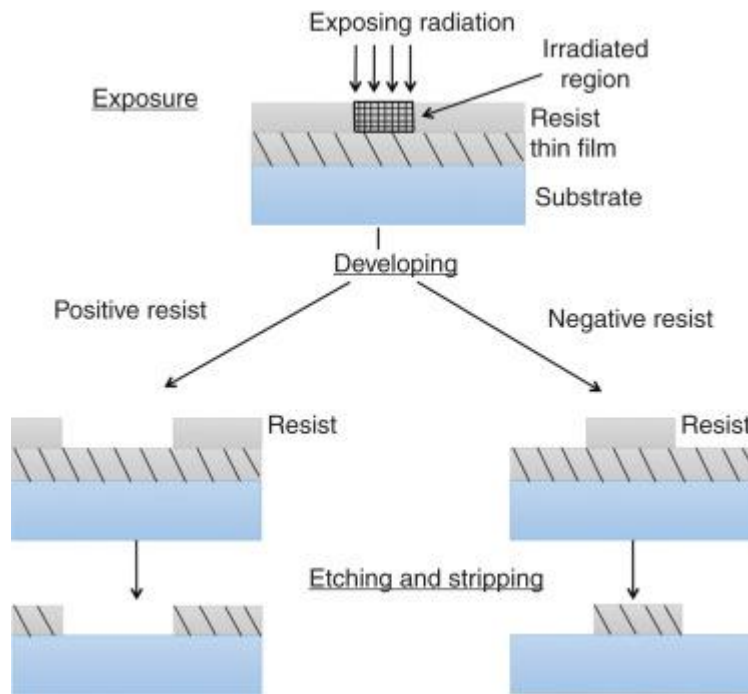 Exposing radiation
Irradiated
region
Exposure
Resist
thin film
Substrate
Developing
Positive resist
Negative resist
Resist
Resist
Etching and stripping